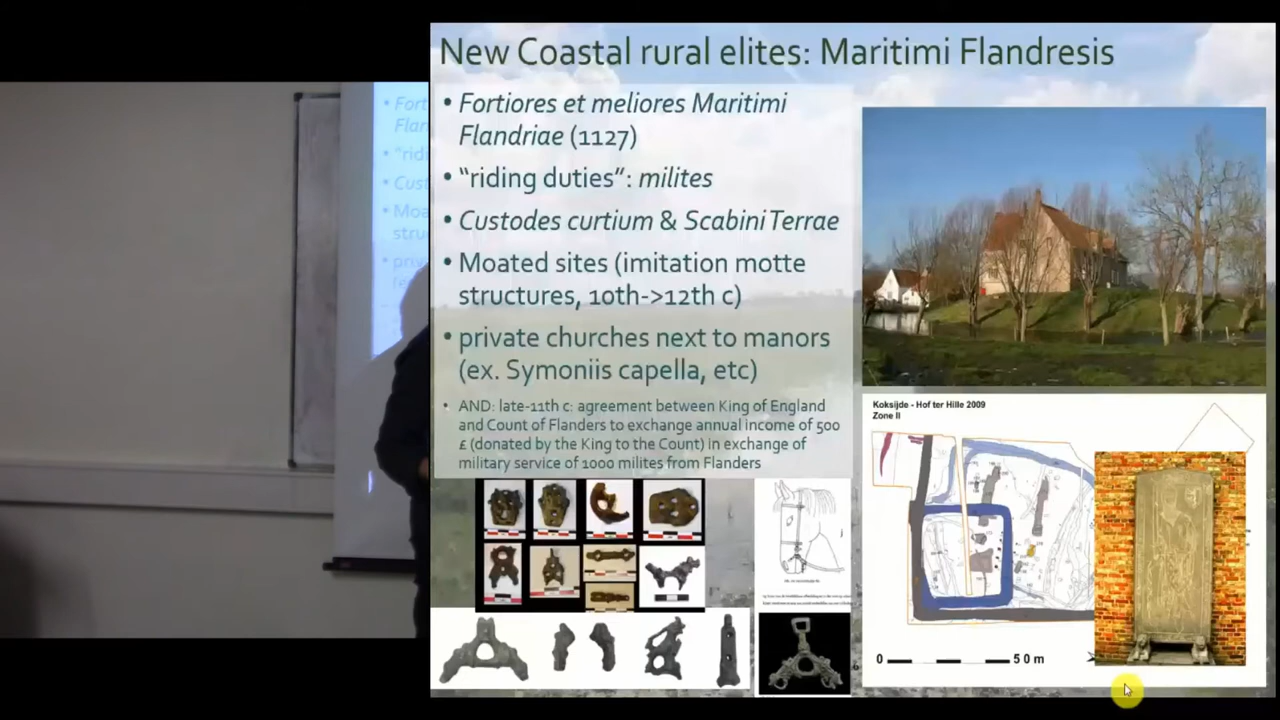 New Coastal rural elites: Maritimi Flandresis
• Fortiores et meliores Maritimi
Flandriae (1127)
• "riding duties": milites
• Custodes curtium & Scabini Terrae
• Moated sites (imitation motte
structures, 10th->12th c)
• private churches next to manors
(ex. Symoniis capella, etc)
• AND: late-11th c: agreement between King of England
and Count of Flanders to exchange annual income of 500
£ (donated by the King to the Count) in exchange of
military service of 1000 milites from Flanders
Koksijde - Hof ter Hille 2009
Zone II
0 50 m